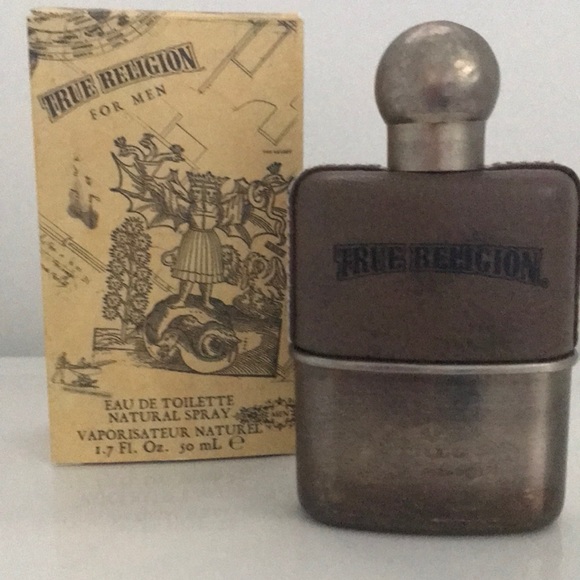 TRUE RELIGION
FOR MEN
EAU DE TOILETTE
NATURAL SPRAY
VAPORISATEUR NATUREL
1.7 Fl. Oz. 50 mL ℮
TRUE RELIGION